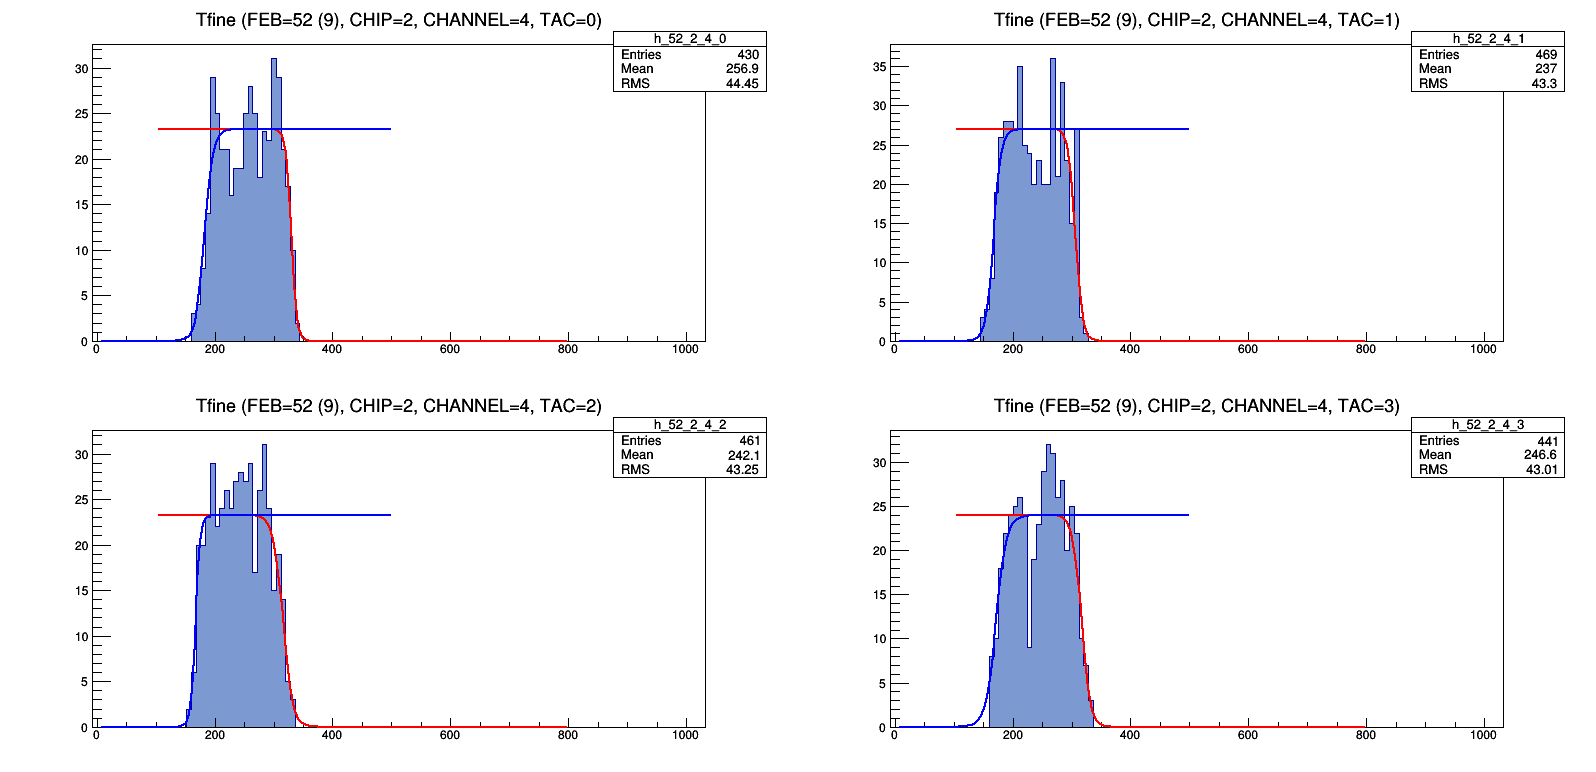 Tfine (FEB=52 (9), CHIP=2, CHANNEL=4, TAC=0)
h_52_2_4_0
Entries 430
Mean 256.9
RMS 44.45
30
25
20
15
10
5
0
0 200 400 600 800 1000
Tfine (FEB=52 (9), CHIP=2, CHANNEL=4, TAC=1)
h_52_2_4_1
Entries 469
Mean 237
RMS 43.3
35
30
25
20
15
10
5
0
0 200 400 600 800 1000
Tfine (FEB=52 (9), CHIP=2, CHANNEL=4, TAC=2)
h_52_2_4_2
Entries 461
Mean 242.1
RMS 43.25
30
25
20
15
10
5
0
0 200 400 600 800 1000
Tfine (FEB=52 (9), CHIP=2, CHANNEL=4, TAC=3)
h_52_2_4_3
Entries 441
Mean 246.6
RMS 43.01
30
25
20
15
10
5
0
0 200 400 600 800 1000